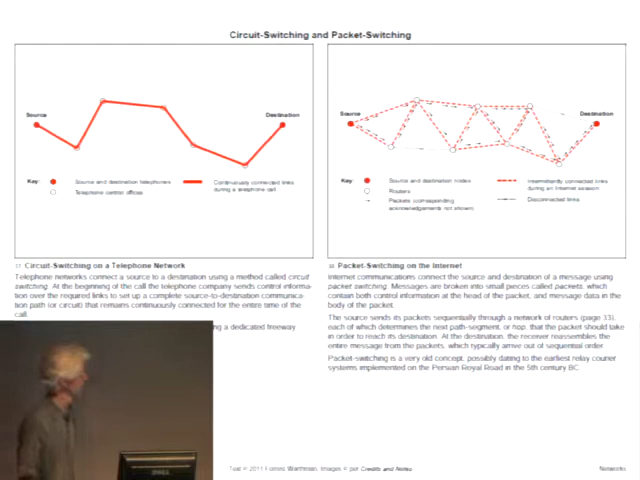 Circuit-Switching and Packet-Switching
Source
Destination
Key:
Source and destination telephones
Telephone central offices
Continuously connected links
during a telephone call
Source
Destination
Key:
Source and destination nodes
Routers
Packets (corresponding
acknowledgements not shown)
Intermittently connected links
during an Internet session
Disconnected links
Circuit-Switching on a Telephone Network
Telephone networks connect a source to a destination using a method called circuit
switching. At the beginning of the call the telephone company sends control informa-
tion over the required links to set up a complete source-to-destination communica-
tion path (or circuit) that remains continuously connected for the entire time of the
call.
ng a dedicated freeway
Packet-Switching on the Internet
Internet communications connect the source and destination of a message using
packet switching. Messages are broken into small pieces called packets, which
contain both control information at the head of the packet, and message data in the
body of the packet.
The source sends its packets sequentially through a network of routers (page 33),
each of which determines the next path-segment, or hop, that the packet should take
in order to reach its destination. At the destination, the receiver reassembles the
entire message from the packets, which typically arrive out of sequential order.
Packet-switching is a very old concept, possibly dating to the earliest relay courier
systems implemented on the Persian Royal Road in the 5th century BC.
Text © 2011 Forrest Warthman. Images © per Credits and Notes
Networks